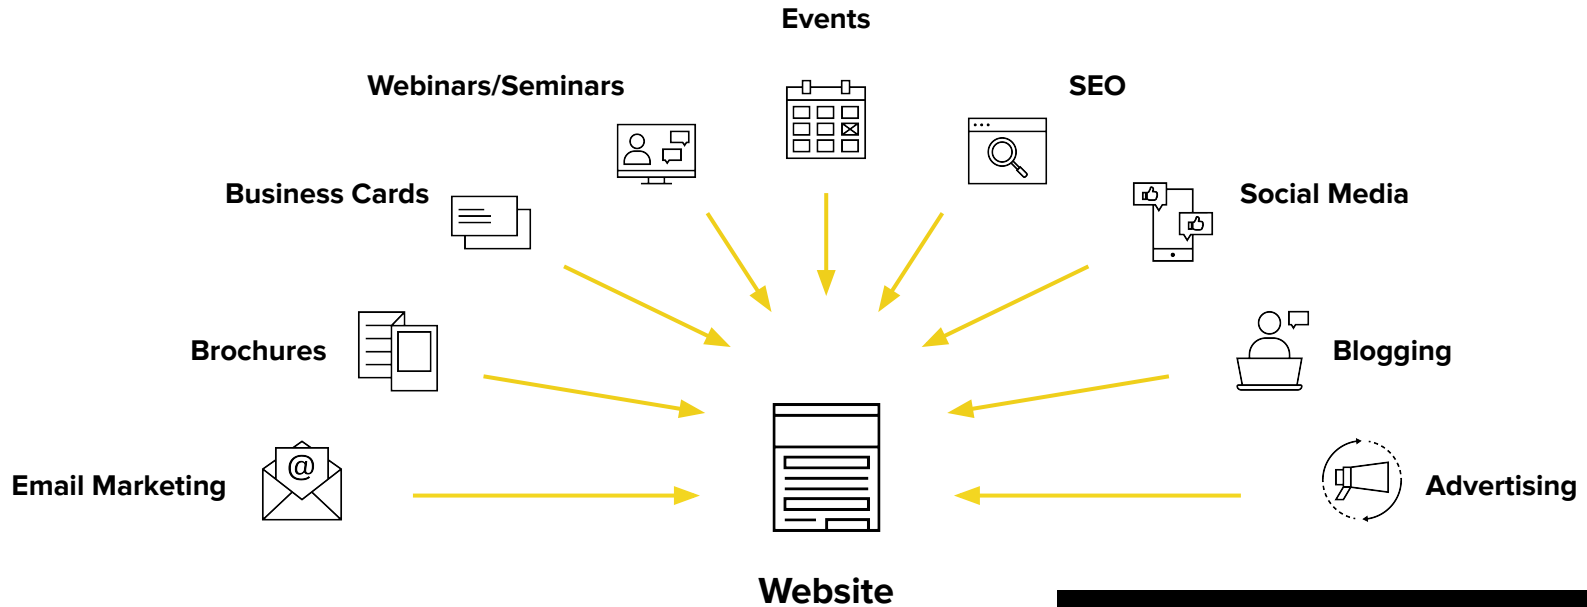 Events
Webinars/Seminars
SEO
Business Cards
Social Media
Brochures
Blogging
@
Email Marketing
Advertising
Website